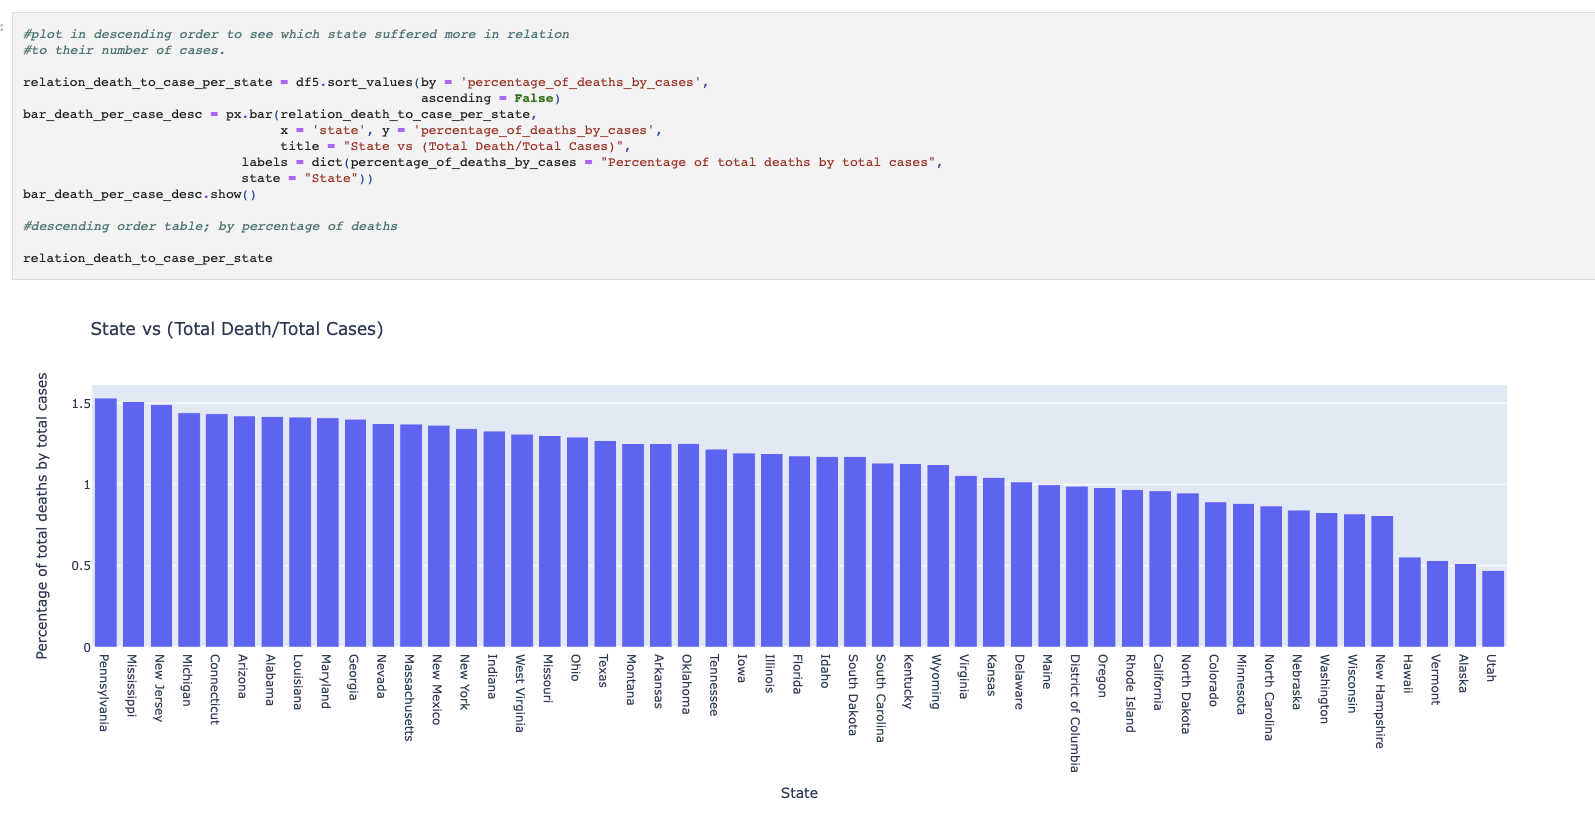 :
#plot in descending order to see which state suffered more in relation
#to their number of cases.
relation_death_to_case_per_state = df5.sort_values(by = 'percentage_of_deaths_by_cases',
ascending = False)
bar_death_per_case_desc = px.bar(relation_death_to_case_per_state,
x = 'state', y = 'percentage_of_deaths_by_cases',
title = "State vs (Total Death/Total Cases)",
labels = dict(percentage_of_deaths_by_cases = "Percentage of total deaths by total cases",
state = "State"))
bar_death_per_case_desc.show()
#descending order table; by percentage of deaths
relation_death_to_case_per_state
State vs (Total Death/Total Cases)
Percentage of total deaths by total cases
1.5
1
0.5
0
Pennsylvania
Mississippi
New Jersey
Michigan
Connecticut
Arizona
Alabama
Louisiana
Maryland
Georgia
Nevada
Massachusetts
New Mexico
New York
Indiana
West Virginia
Missouri
Ohio
Texas
Montana
Arkansas
Oklahoma
Tennessee
Iowa
Illinois
Florida
Idaho
South Dakota
South Carolina
Kentucky
Wyoming
Virginia
Kansas
Delaware
Maine
District of Columbia
Oregon
Rhode Island
California
North Dakota
Colorado
Minnesota
North Carolina
Nebraska
Washington
Wisconsin
New Hampshire
Hawaii
Vermont
Alaska
Utah
State